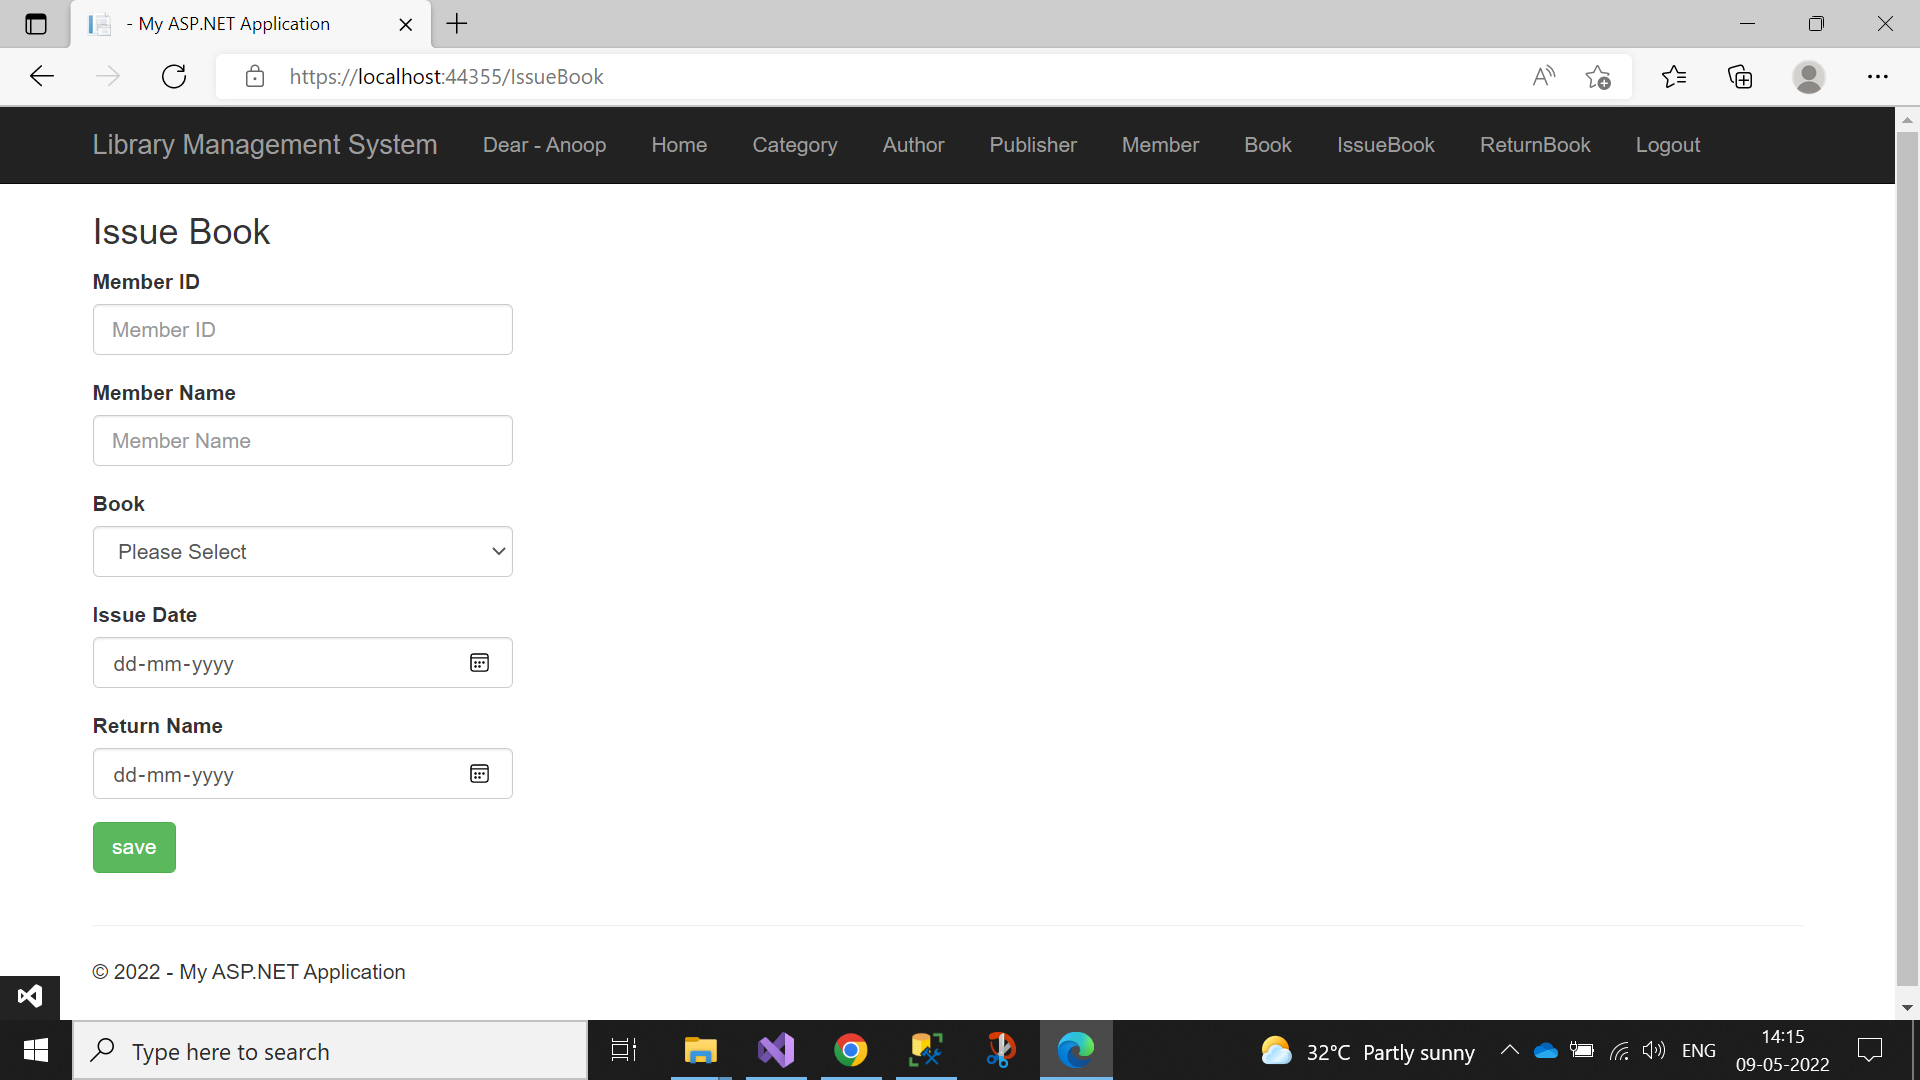 - My ASP.NET Application
https://localhost:44355/IssueBook
Library Management System Dear - Anoop Home Category Author Publisher Member Book IssueBook ReturnBook Logout
Issue Book
Member ID
Member ID
Member Name
Member Name
Book
Please Select
Issue Date
dd-mm-yyyy
Return Name
dd-mm-yyyy
save
© 2022 - My ASP.NET Application
Type here to search
32°C Partly sunny
ENG
14:15
09-05-2022